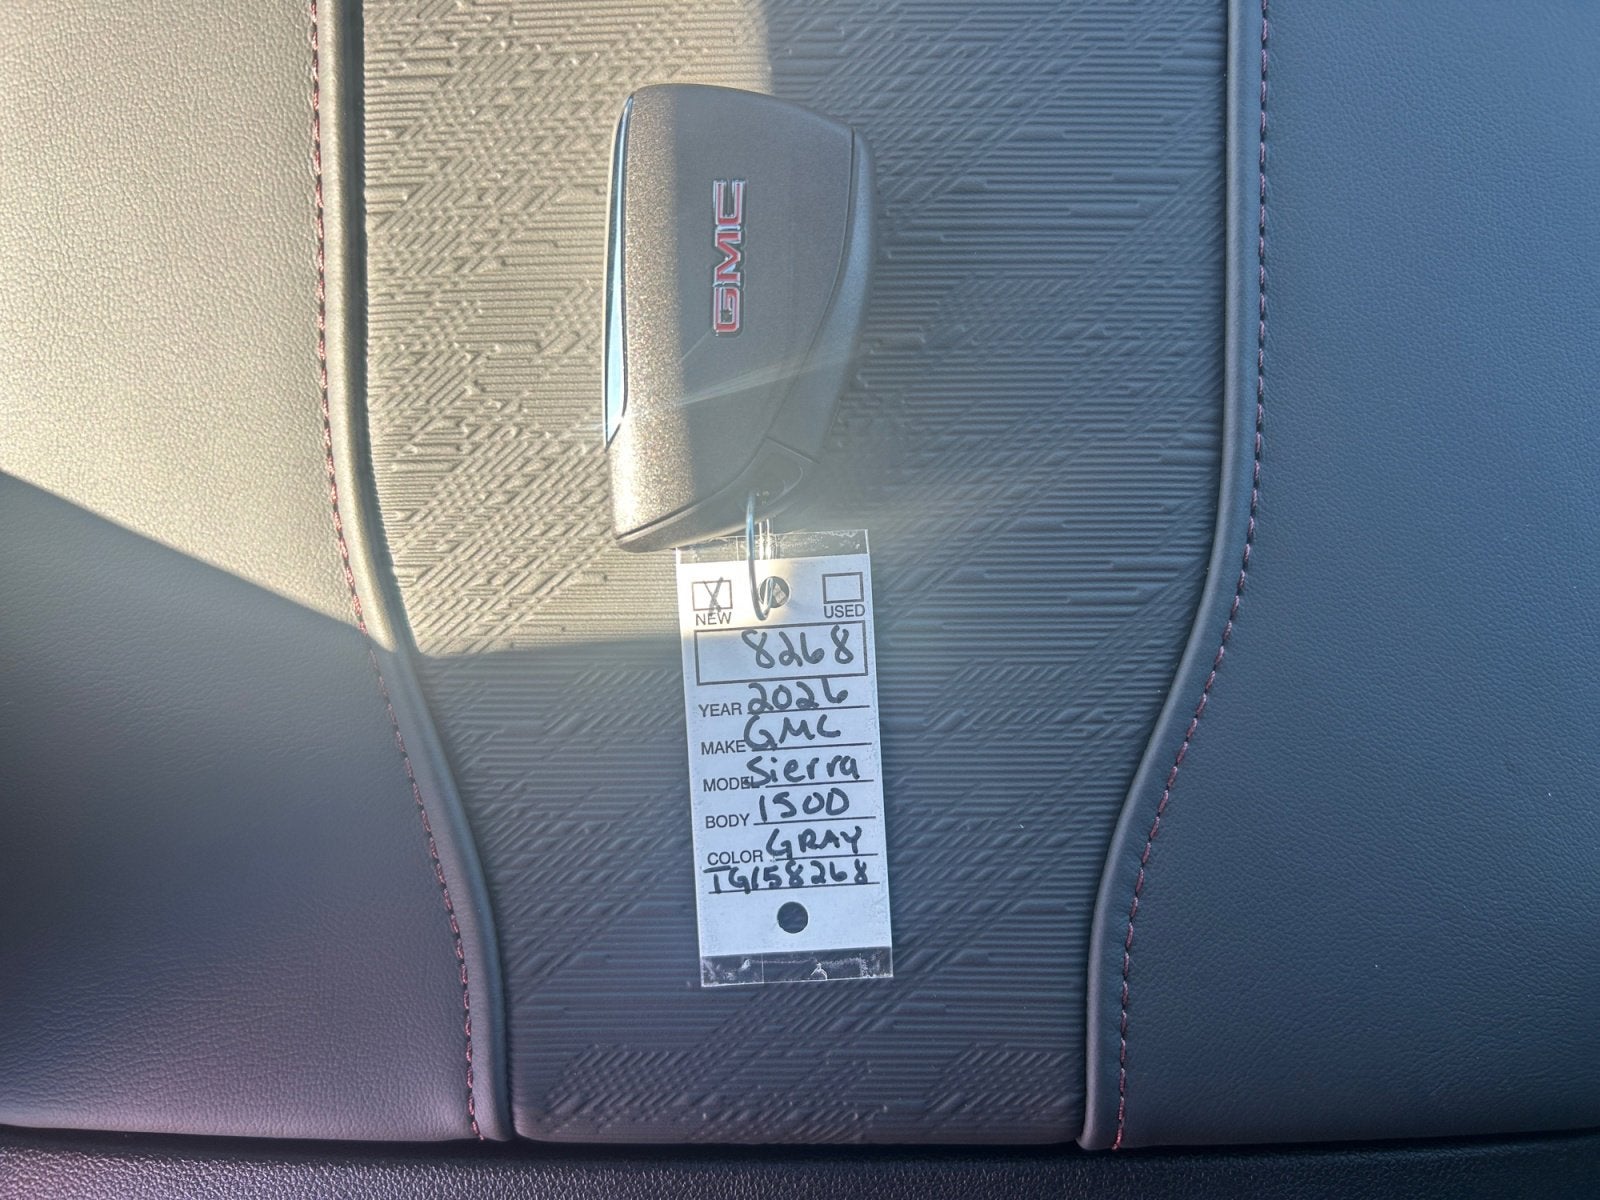 GMC
X
NEW USED
8268
YEAR 2026
MAKE GMC
MODEL Sierra
BODY 1500
COLOR GRAY
TG158268